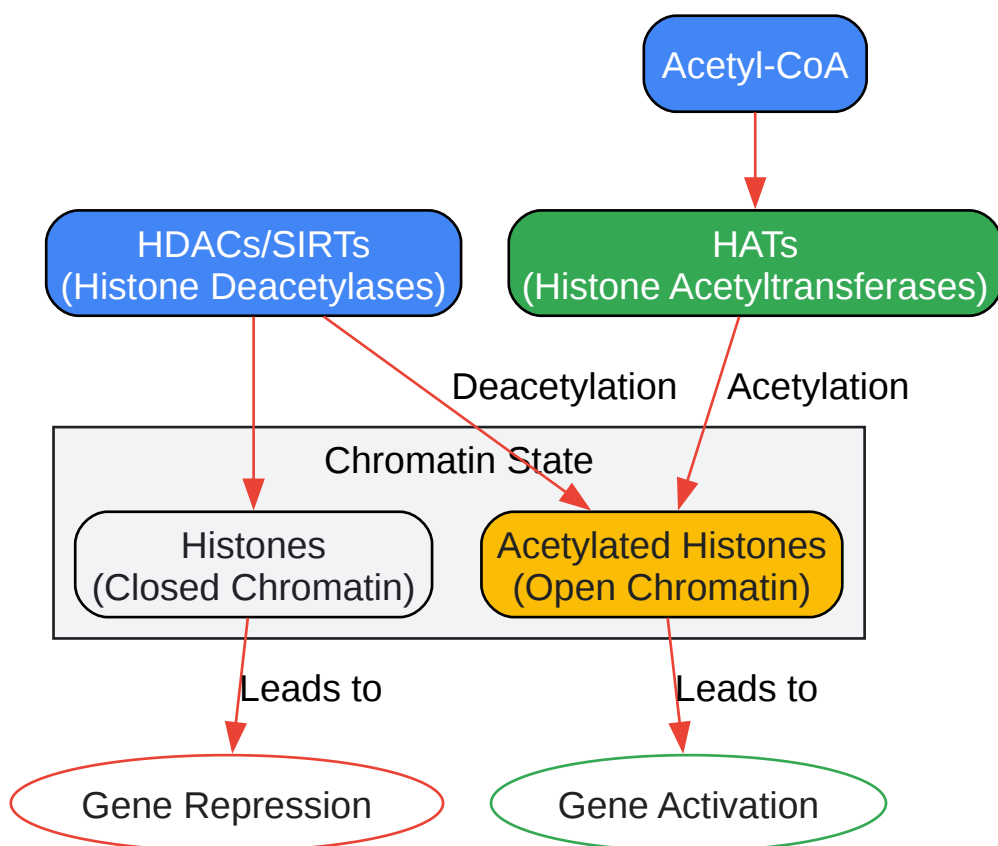 Acetyl-CoA
HDACs/SIRTs
(Histone Deacetylases)
HATs
(Histone Acetyltransferases)
Deacetylation
Acetylation
Chromatin State
Histones
(Closed Chromatin)
Acetylated Histones
(Open Chromatin)
Leads to
Leads to
Gene Repression
Gene Activation